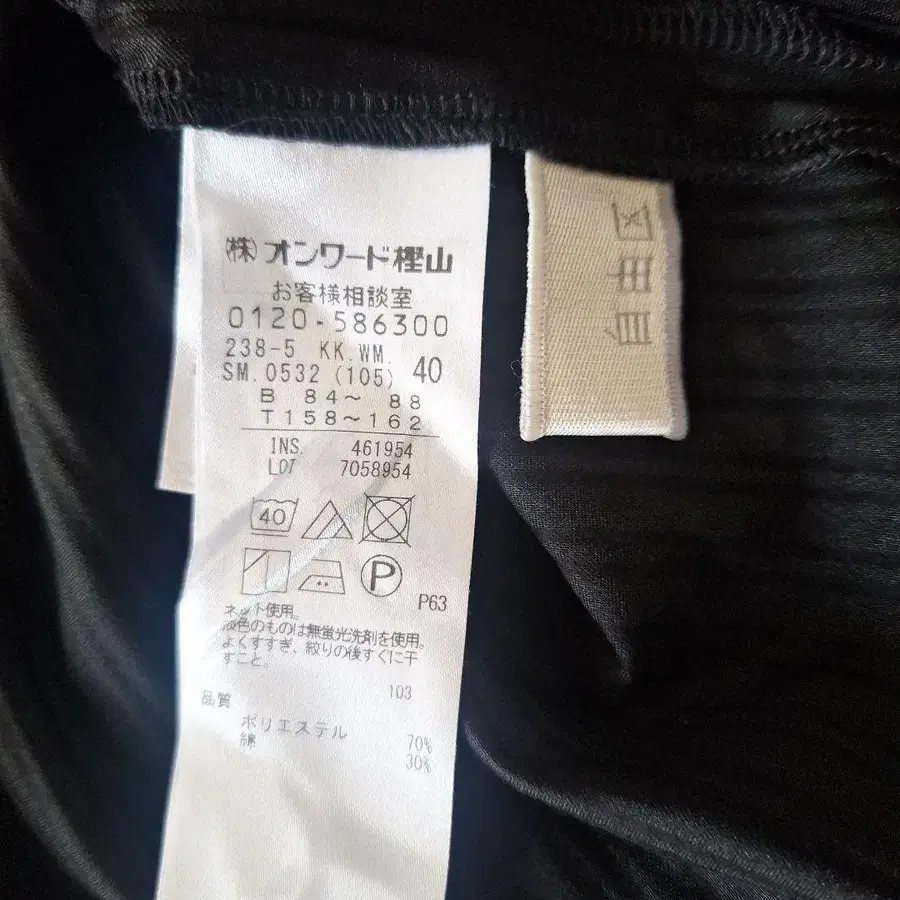 ㈱オンワード樫山
お客様相談室
0120-586300
238-5 KK.WM.
SM.0532 (105) 40
B 84～ 88
T158～162
INS. 461954
LOT 7058954
40
P
P63
ネット使用。
淡色のものは無蛍光洗剤を使用。
よくすすぎ、絞りの後すぐに干
すこと。
103
品質
ポリエステル 70%
綿 30%